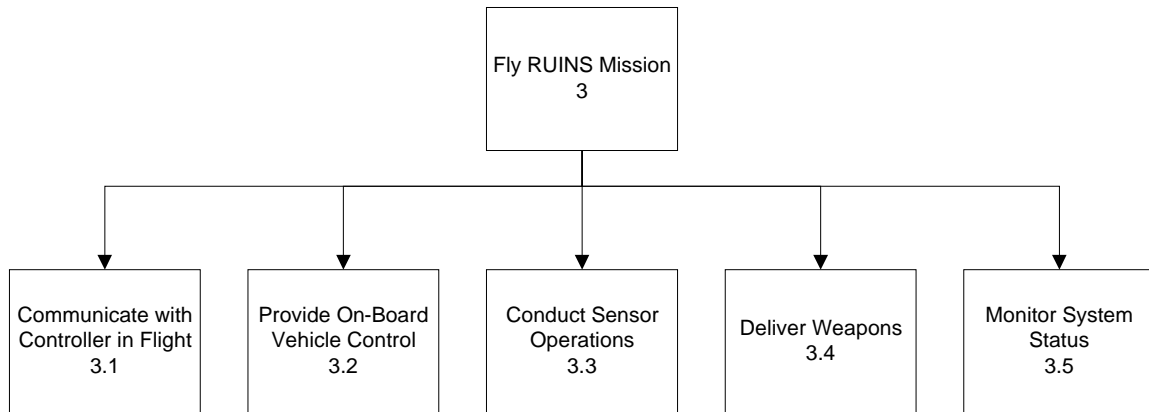 Fly RUINS Mission
3
Communicate with
Controller in Flight
3.1
Provide On-Board
Vehicle Control
3.2
Conduct Sensor
Operations
3.3
Deliver Weapons
3.4
Monitor System
Status
3.5